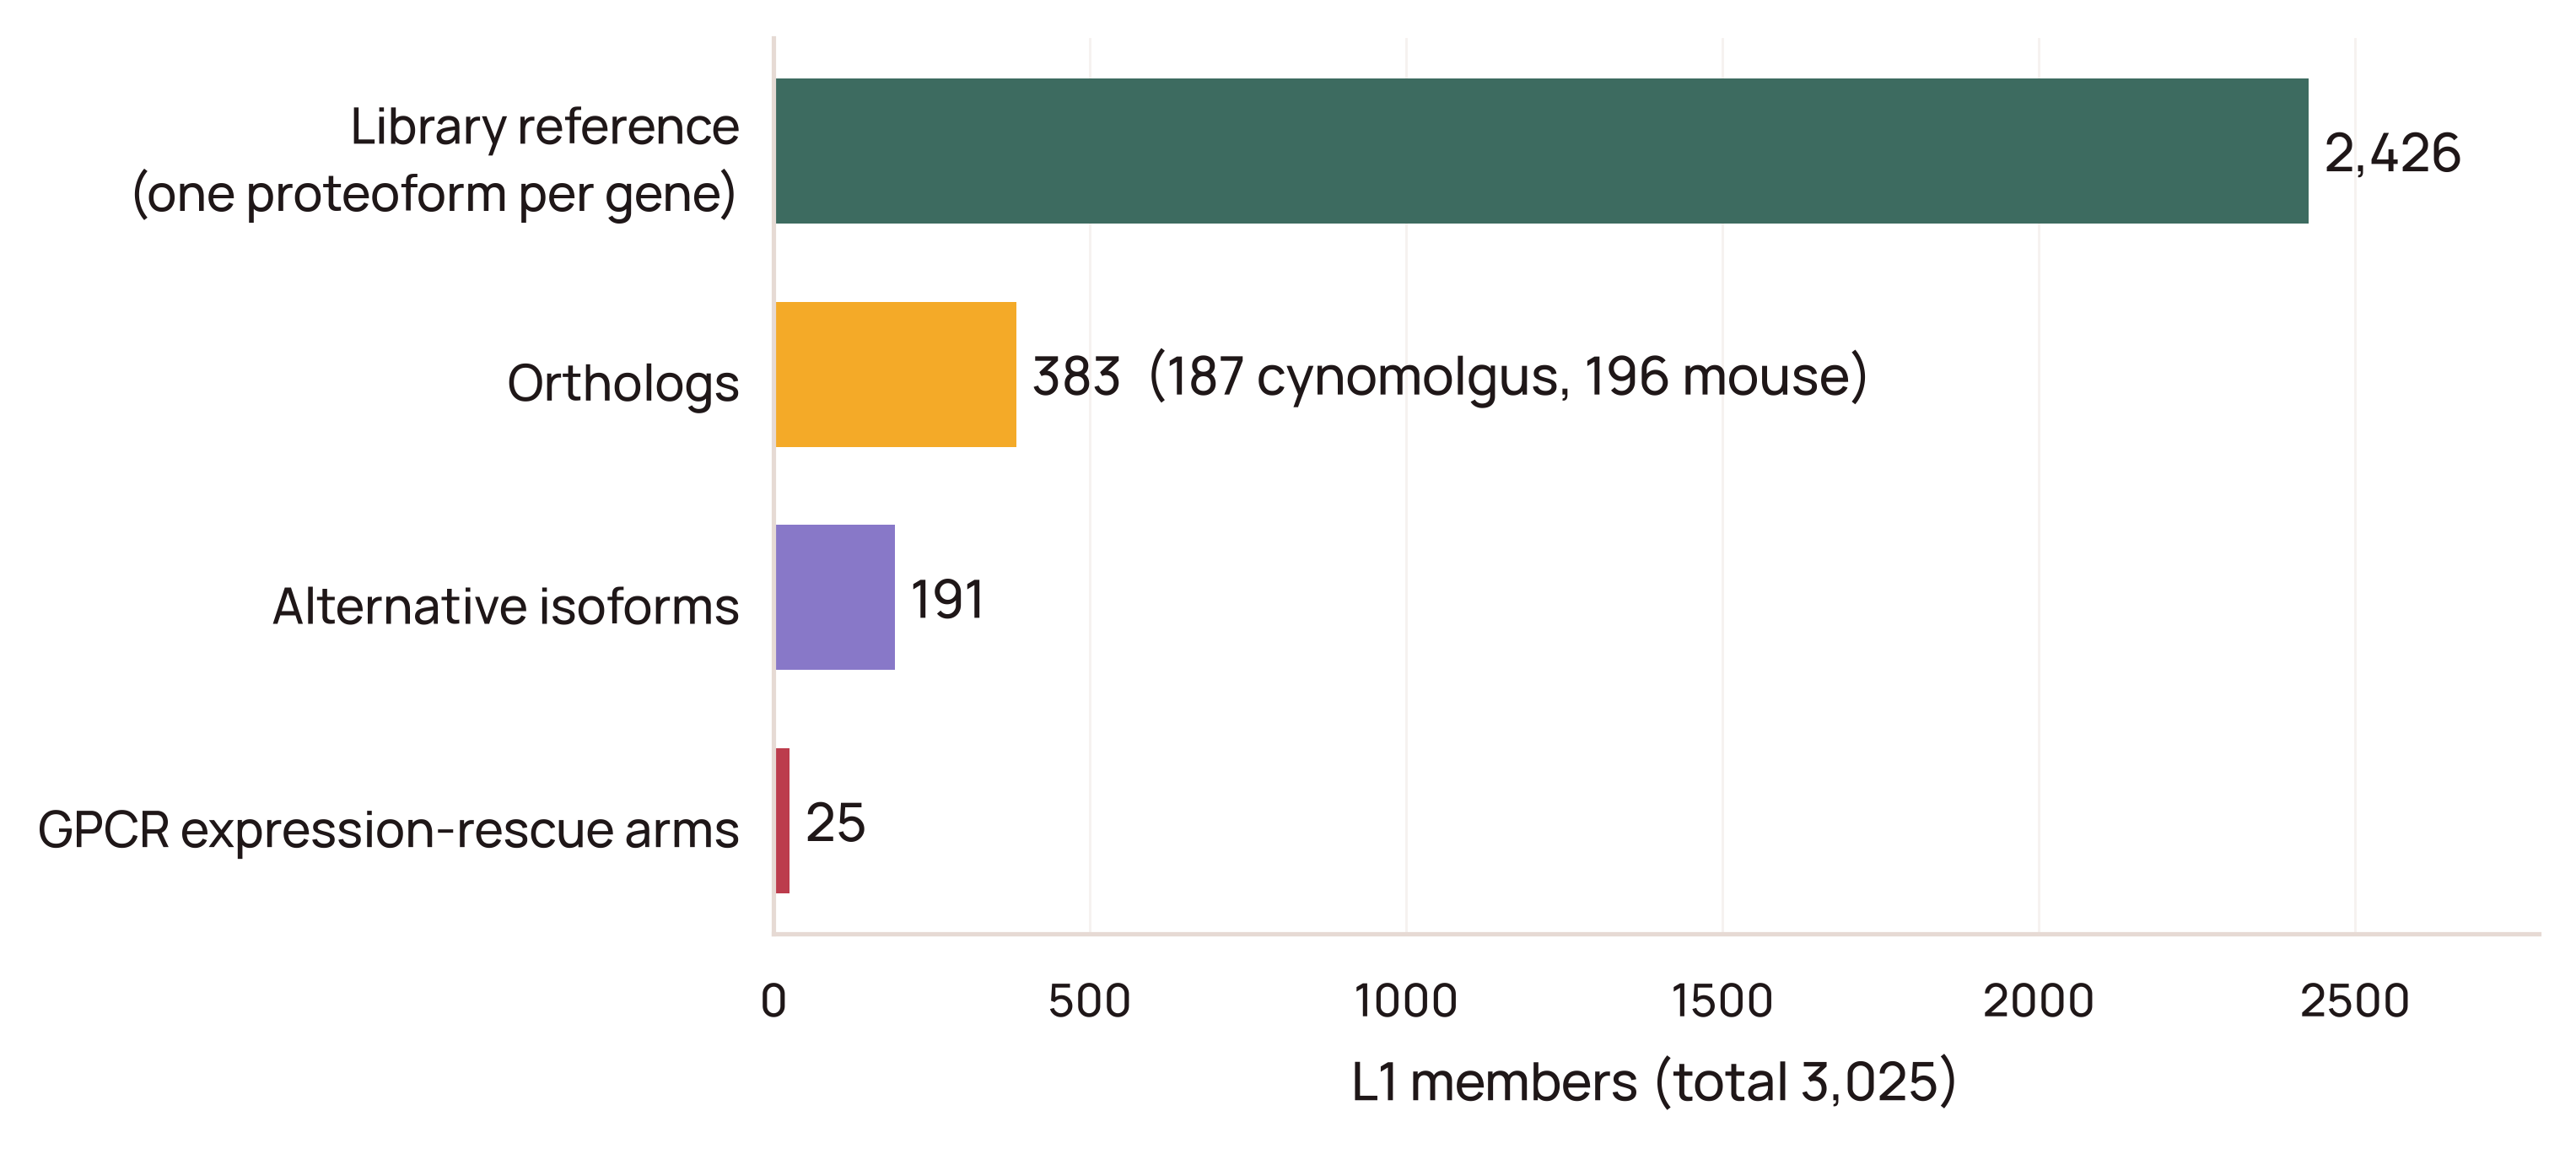 Library reference
(one proteoform per gene)
2,426
Orthologs
383 (187 cynomolgus, 196 mouse)
Alternative isoforms
191
GPCR expression-rescue arms
25
0 500 1000 1500 2000 2500
L1 members (total 3,025)